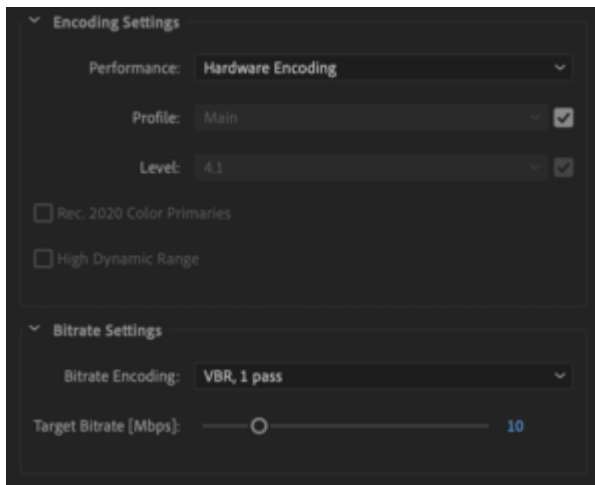 Encoding Settings
Performance: Hardware Encoding
Profile: Main
Level: 4.1
Rec. 2020 Color Primaries
High Dynamic Range
Bitrate Settings
Bitrate Encoding: VBR, 1 pass
Target Bitrate [Mbps]: 10